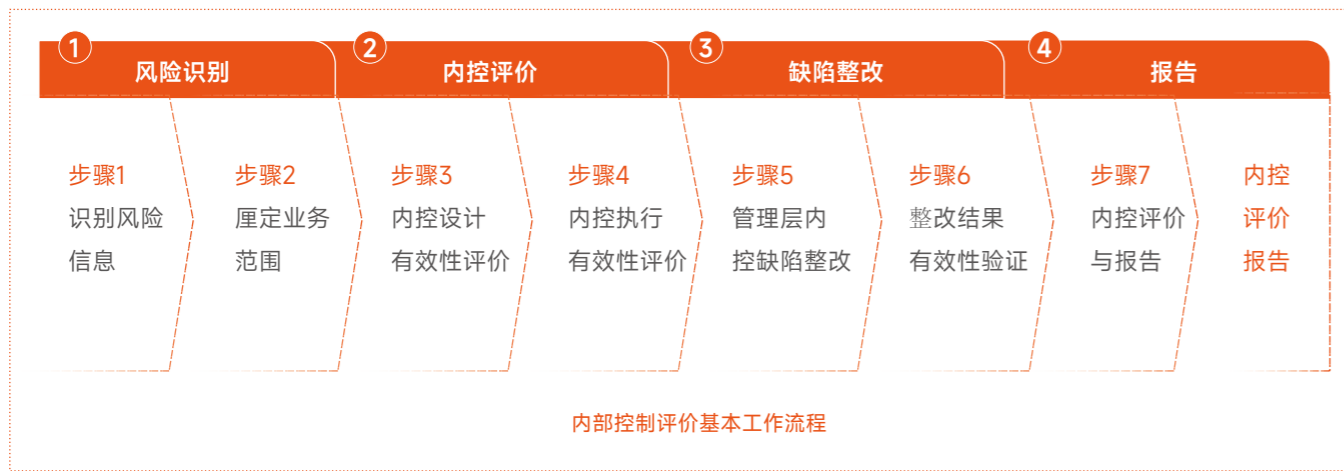 1
风险识别
2
内控评价
3
缺陷整改
4
报告
步骤1
识别风险
信息
步骤2
厘定业务
范围
步骤3
内控设计
有效性评价
步骤4
内控执行
有效性评价
步骤5
管理层内
控缺陷整改
步骤6
整改结果
有效性验证
步骤7
内控评价
与报告
内控
评价
报告
内部控制评价基本工作流程